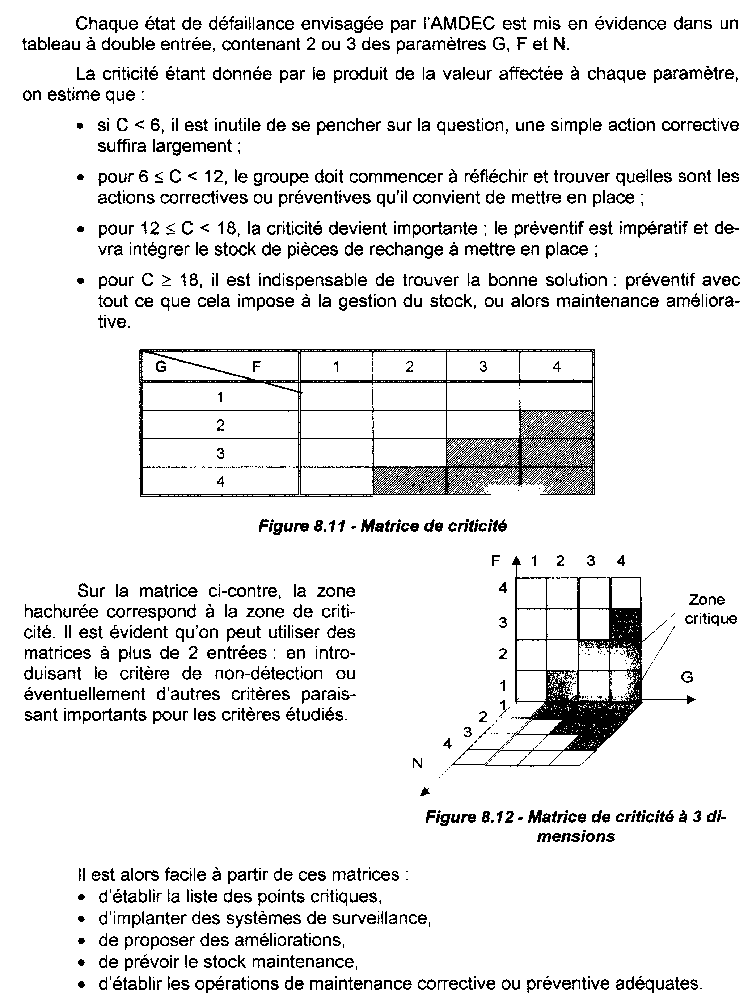 Chaque état de défaillance envisagée par l'AMDEC est mis en évidence dans un
tableau à double entrée, contenant 2 ou 3 des paramètres G, F et N.
La criticité étant donnée par le produit de la valeur affectée à chaque paramètre,
on estime que :
• si C < 6, il est inutile de se pencher sur la question, une simple action corrective
suffira largement ;
• pour 6 ≤ C < 12, le groupe doit commencer à réfléchir et trouver quelles sont les
actions correctives ou préventives qu'il convient de mettre en place ;
• pour 12 ≤ C < 18, la criticité devient importante ; le préventif est impératif et de-
vra intégrer le stock de pièces de rechange à mettre en place ;
• pour C ≥ 18, il est indispensable de trouver la bonne solution : préventif avec
tout ce que cela impose à la gestion du stock, ou alors maintenance améliora-
tive.
G F 1 2 3 4
1
2
3
4
Figure 8.11 - Matrice de criticité
F 1 2 3 4
4
3
2
1
Zone
critique
G
1
2
3
4
N
Sur la matrice ci-contre, la zone
hachurée correspond à la zone de criti-
cité. Il est évident qu'on peut utiliser des
matrices à plus de 2 entrées : en intro-
duisant le critère de non-détection ou
éventuellement d'autres critères parais-
sant importants pour les critères étudiés.
Figure 8.12 - Matrice de criticité à 3 di-
mensions
Il est alors facile à partir de ces matrices :
• d'établir la liste des points critiques,
• d'implanter des systèmes de surveillance,
• de proposer des améliorations,
• de prévoir le stock maintenance,
• d'établir les opérations de maintenance corrective ou préventive adéquates.